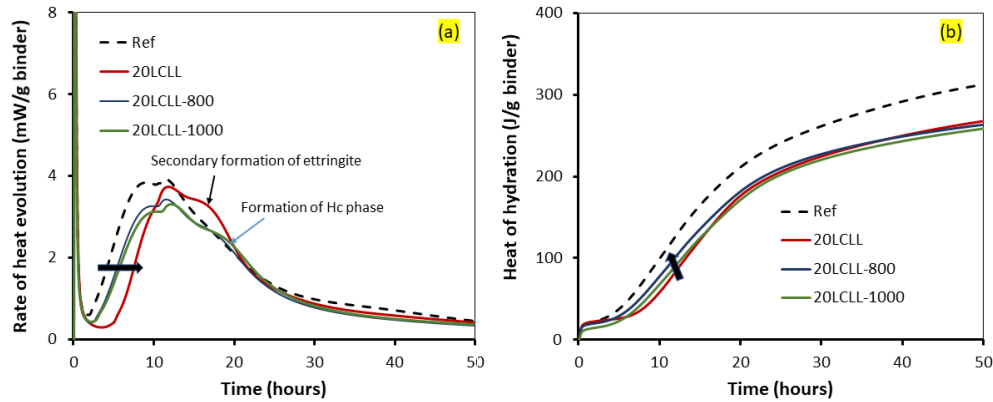 (a)
Rate of heat evolution (mW/g binder)
8
6
4
2
0
Ref
20LCLL
20LCLL-800
20LCLL-1000
Secondary formation of ettringite
Formation of Hc phase
0 10 20 30 40 50
Time (hours)
(b)
Heat of hydration (J/g binder)
400
300
200
100
0
Ref
20LCLL
20LCLL-800
20LCLL-1000
0 10 20 30 40 50
Time (hours)